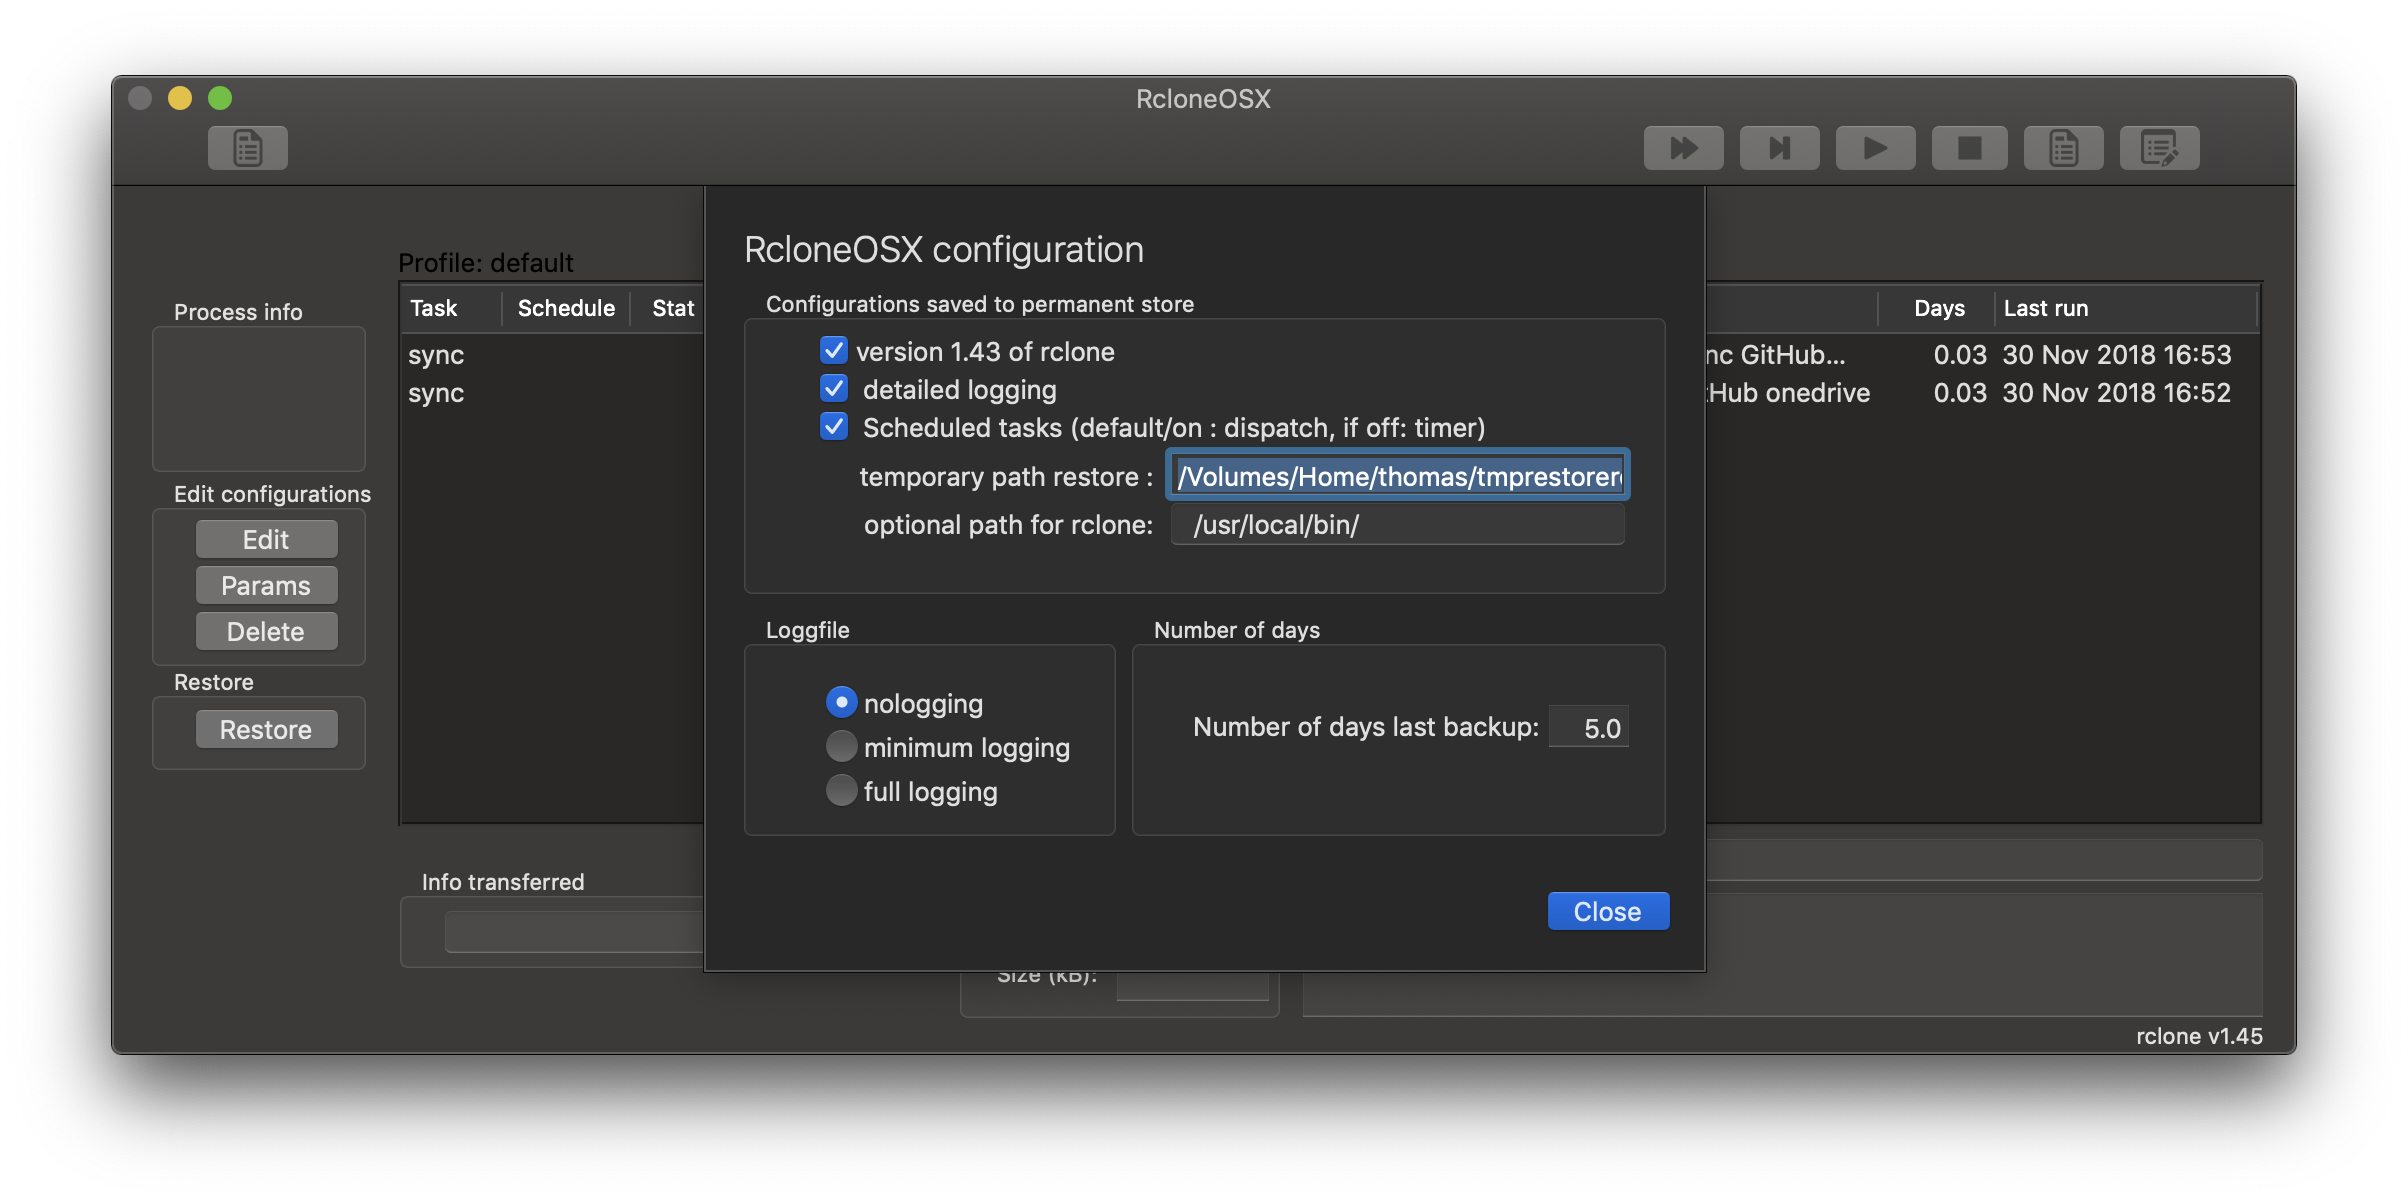 RcloneOSX
RcloneOSX configuration
Profile: default
Process info
Task Schedule Stat
Days Last run
sync
GitHub... 0.03 30 Nov 2018 16:53
sync
onedrive 0.03 30 Nov 2018 16:52
Edit configurations
Edit
Params
Delete
Restore
Restore
Info transferred
Configurations saved to permanent store
version 1.43 of rclone
detailed logging
Scheduled tasks (default/on : dispatch, if off: timer)
temporary path restore : /Volumes/Home/thomas/tmprestorer
optional path for rclone: /usr/local/bin/
Loggfile
nologging
minimum logging
full logging
Number of days
Number of days last backup: 5.0
Close
Size (kB):
rclone v1.45